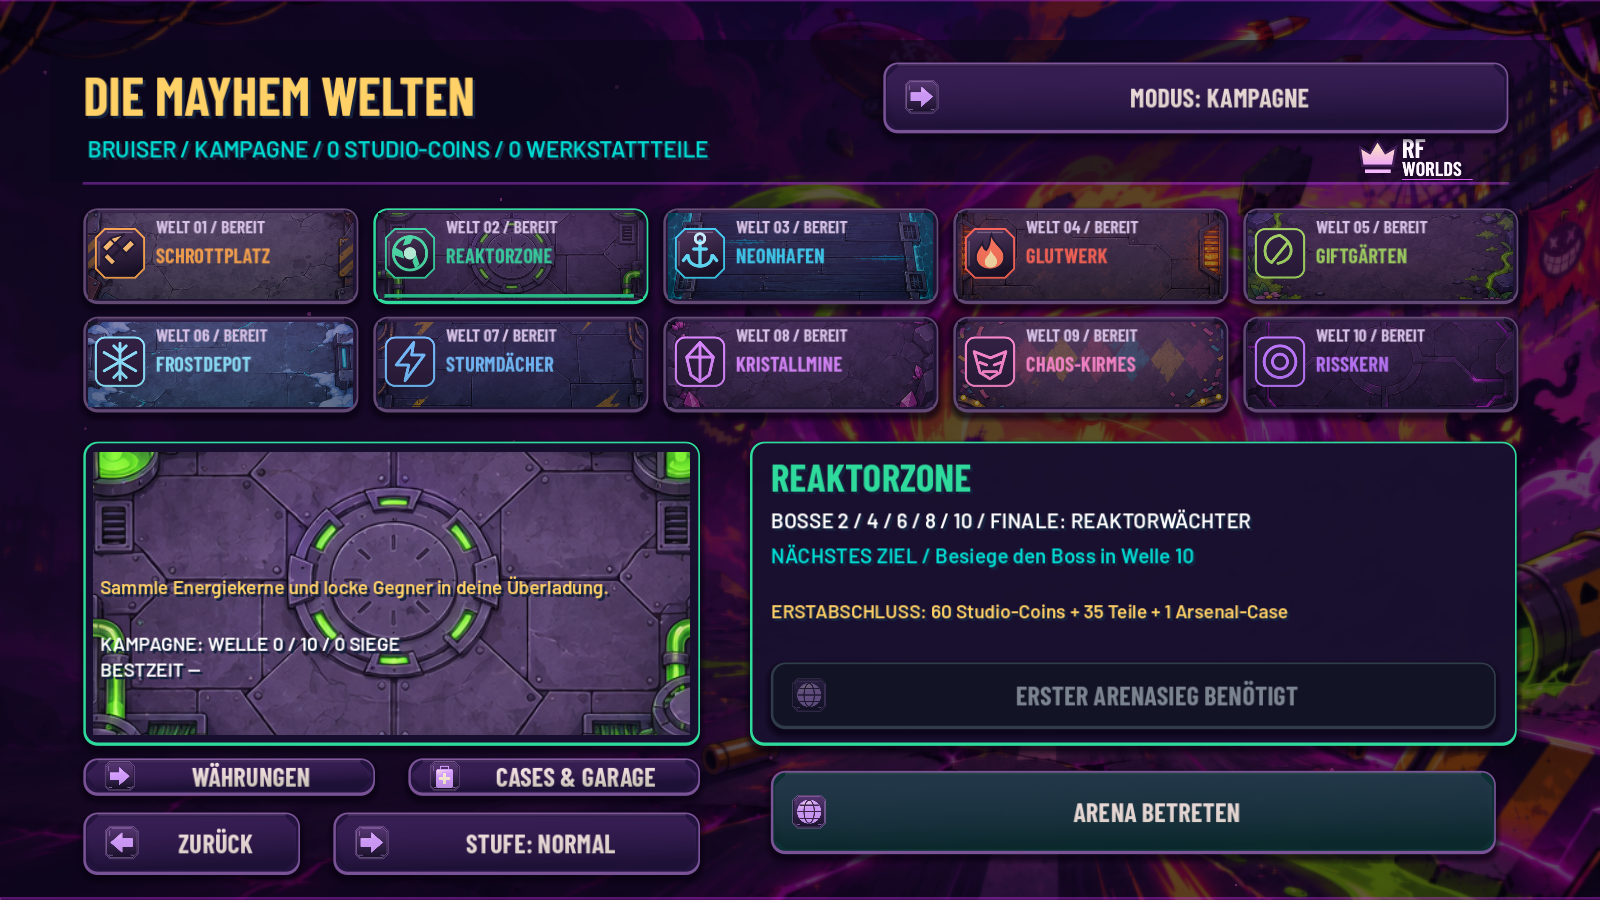 DIE MAYHEM WELTEN
MODUS: KAMPAGNE
BRUISER / KAMPAGNE / 0 STUDIO-COINS / 0 WERKSTATTTEILE
RF
WORLDS
WELT 01 / BEREIT
SCHROTTPLATZ
WELT 02 / BEREIT
REAKTORZONE
WELT 03 / BEREIT
NEONHAFEN
WELT 04 / BEREIT
GLUTWERK
WELT 05 / BEREIT
GIFTGÄRTEN
WELT 06 / BEREIT
FROSTDEPOT
WELT 07 / BEREIT
STURMDÄCHER
WELT 08 / BEREIT
KRISTALLMINE
WELT 09 / BEREIT
CHAOS-KIRMES
WELT 10 / BEREIT
RISSKERN
Sammle Energiekerne und locke Gegner in deine Überladung.
KAMPAGNE: WELLE 0 / 10 / 0 SIEGE
BESTZEIT —
REAKTORZONE
BOSSE 2 / 4 / 6 / 8 / 10 / FINALE: REAKTORWÄCHTER
NÄCHSTES ZIEL / Besiege den Boss in Welle 10
ERSTABSCHLUSS: 60 Studio-Coins + 35 Teile + 1 Arsenal-Case
ERSTER ARENASIEG BENÖTIGT
WÄHRUNGEN
CASES & GARAGE
ZURÜCK
STUFE: NORMAL
ARENA BETRETEN